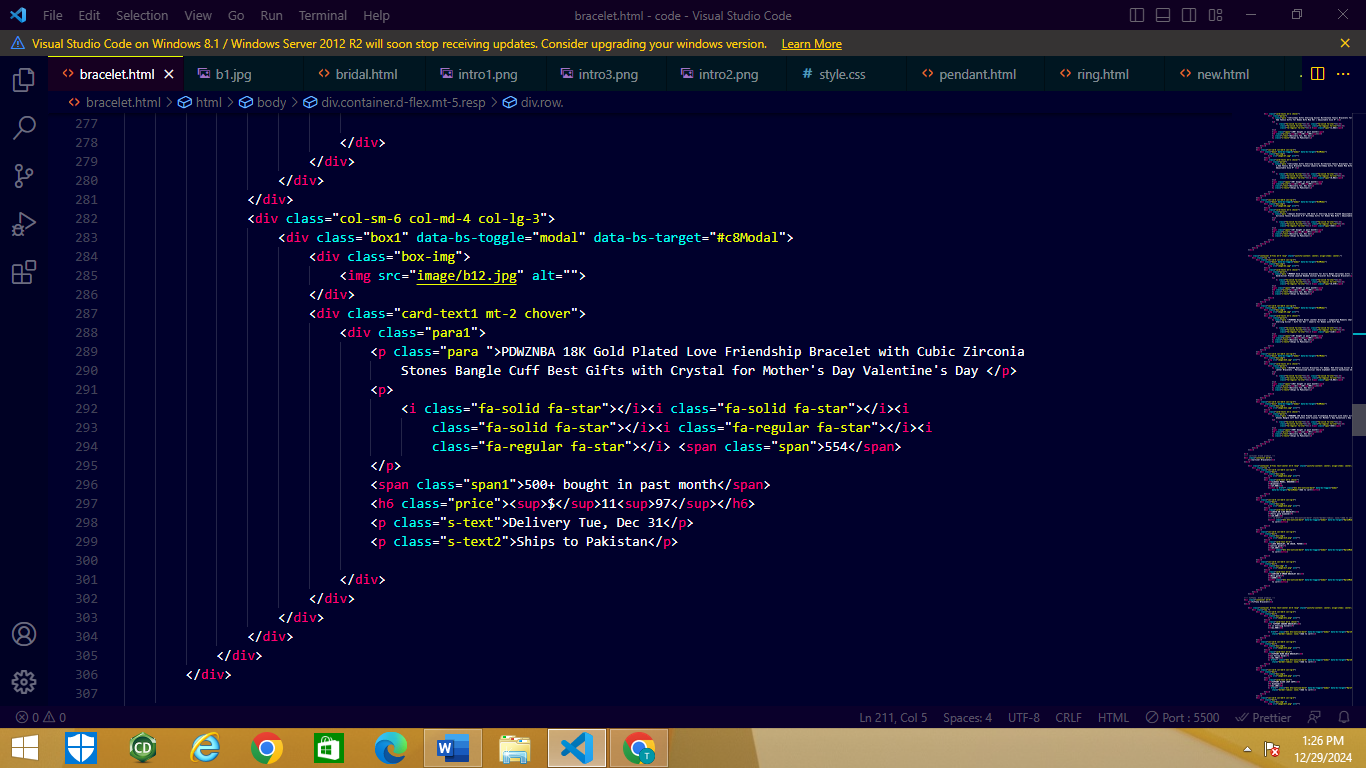 File Edit Selection View Go Run Terminal Help bracelet.html - code - Visual Studio Code
Visual Studio Code on Windows 8.1 / Windows Server 2012 R2 will soon stop receiving updates. Consider upgrading your windows version. Learn More
bracelet.html b1.jpg bridal.html intro1.png intro3.png intro2.png # style.css pendant.html ring.html new.html
bracelet.html > html > body > div.container.d-flex.mt-5.resp > div.row.
277
278 </div>
279 </div>
280 </div>
281 </div>
282 <div class="col-sm-6 col-md-4 col-lg-3">
283 <div class="box1" data-bs-toggle="modal" data-bs-target="#c8Modal">
284 <div class="box-img">
285 <img src="image/b12.jpg" alt="">
286 </div>
287 <div class="card-text1 mt-2 chover">
288 <div class="para1">
289 <p class="para ">PDWZNBA 18K Gold Plated Love Friendship Bracelet with Cubic Zirconia
290 Stones Bangle Cuff Best Gifts with Crystal for Mother's Day Valentine's Day </p>
291 <p>
292 <i class="fa-solid fa-star"></i><i class="fa-solid fa-star"></i><i
293 class="fa-solid fa-star"></i><i class="fa-regular fa-star"></i><i
294 class="fa-regular fa-star"></i> <span class="span">554</span>
295 </p>
296 <span class="span1">500+ bought in past month</span>
297 <h6 class="price"><sup>$</sup>11<sup>97</sup></h6>
298 <p class="s-text">Delivery Tue, Dec 31</p>
299 <p class="s-text2">Ships to Pakistan</p>
300
301 </div>
302 </div>
303 </div>
304 </div>
305 </div>
306 </div>
307
0 0 Ln 211, Col 5 Spaces: 4 UTF-8 CRLF HTML Port : 5500 Prettier
CD W T 1:26 PM
12/29/2024